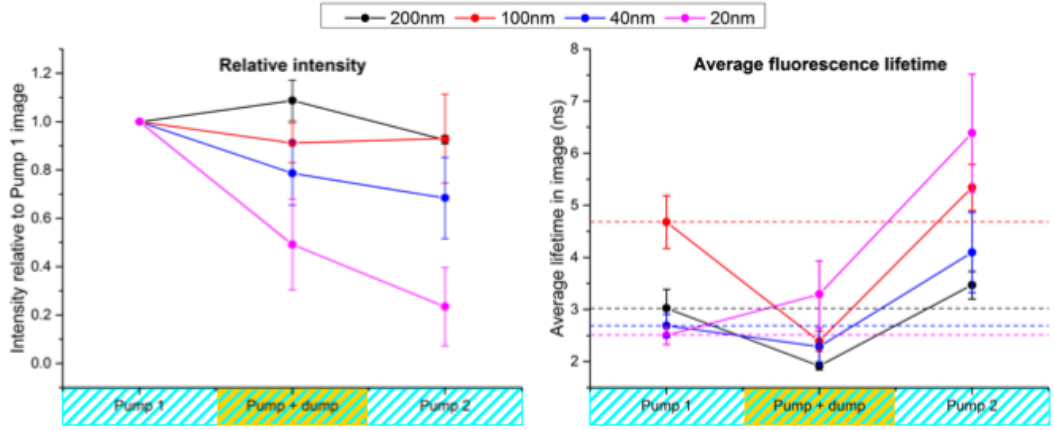 200nm 100nm 40nm 20nm
Relative intensity
Intensity relative to Pump 1 image
1.2
1.0
0.8
0.6
0.4
0.2
0.0
Pump 1 Pump + dump Pump 2
Average fluorescence lifetime
Average lifetime in image (ns)
8
7
6
5
4
3
2
Pump 1 Pump + dump Pump 2